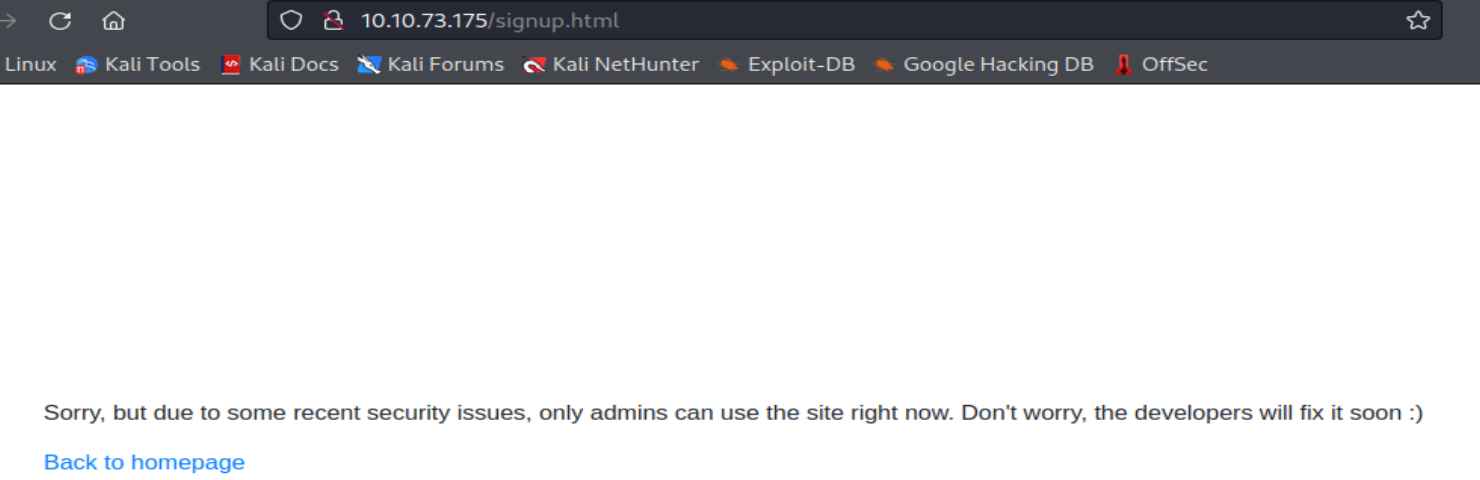 10.10.73.175/signup.html
Linux Kali Tools Kali Docs Kali Forums Kali NetHunter Exploit-DB Google Hacking DB OffSec
Sorry, but due to some recent security issues, only admins can use the site right now. Don't worry, the developers will fix it soon :)
Back to homepage